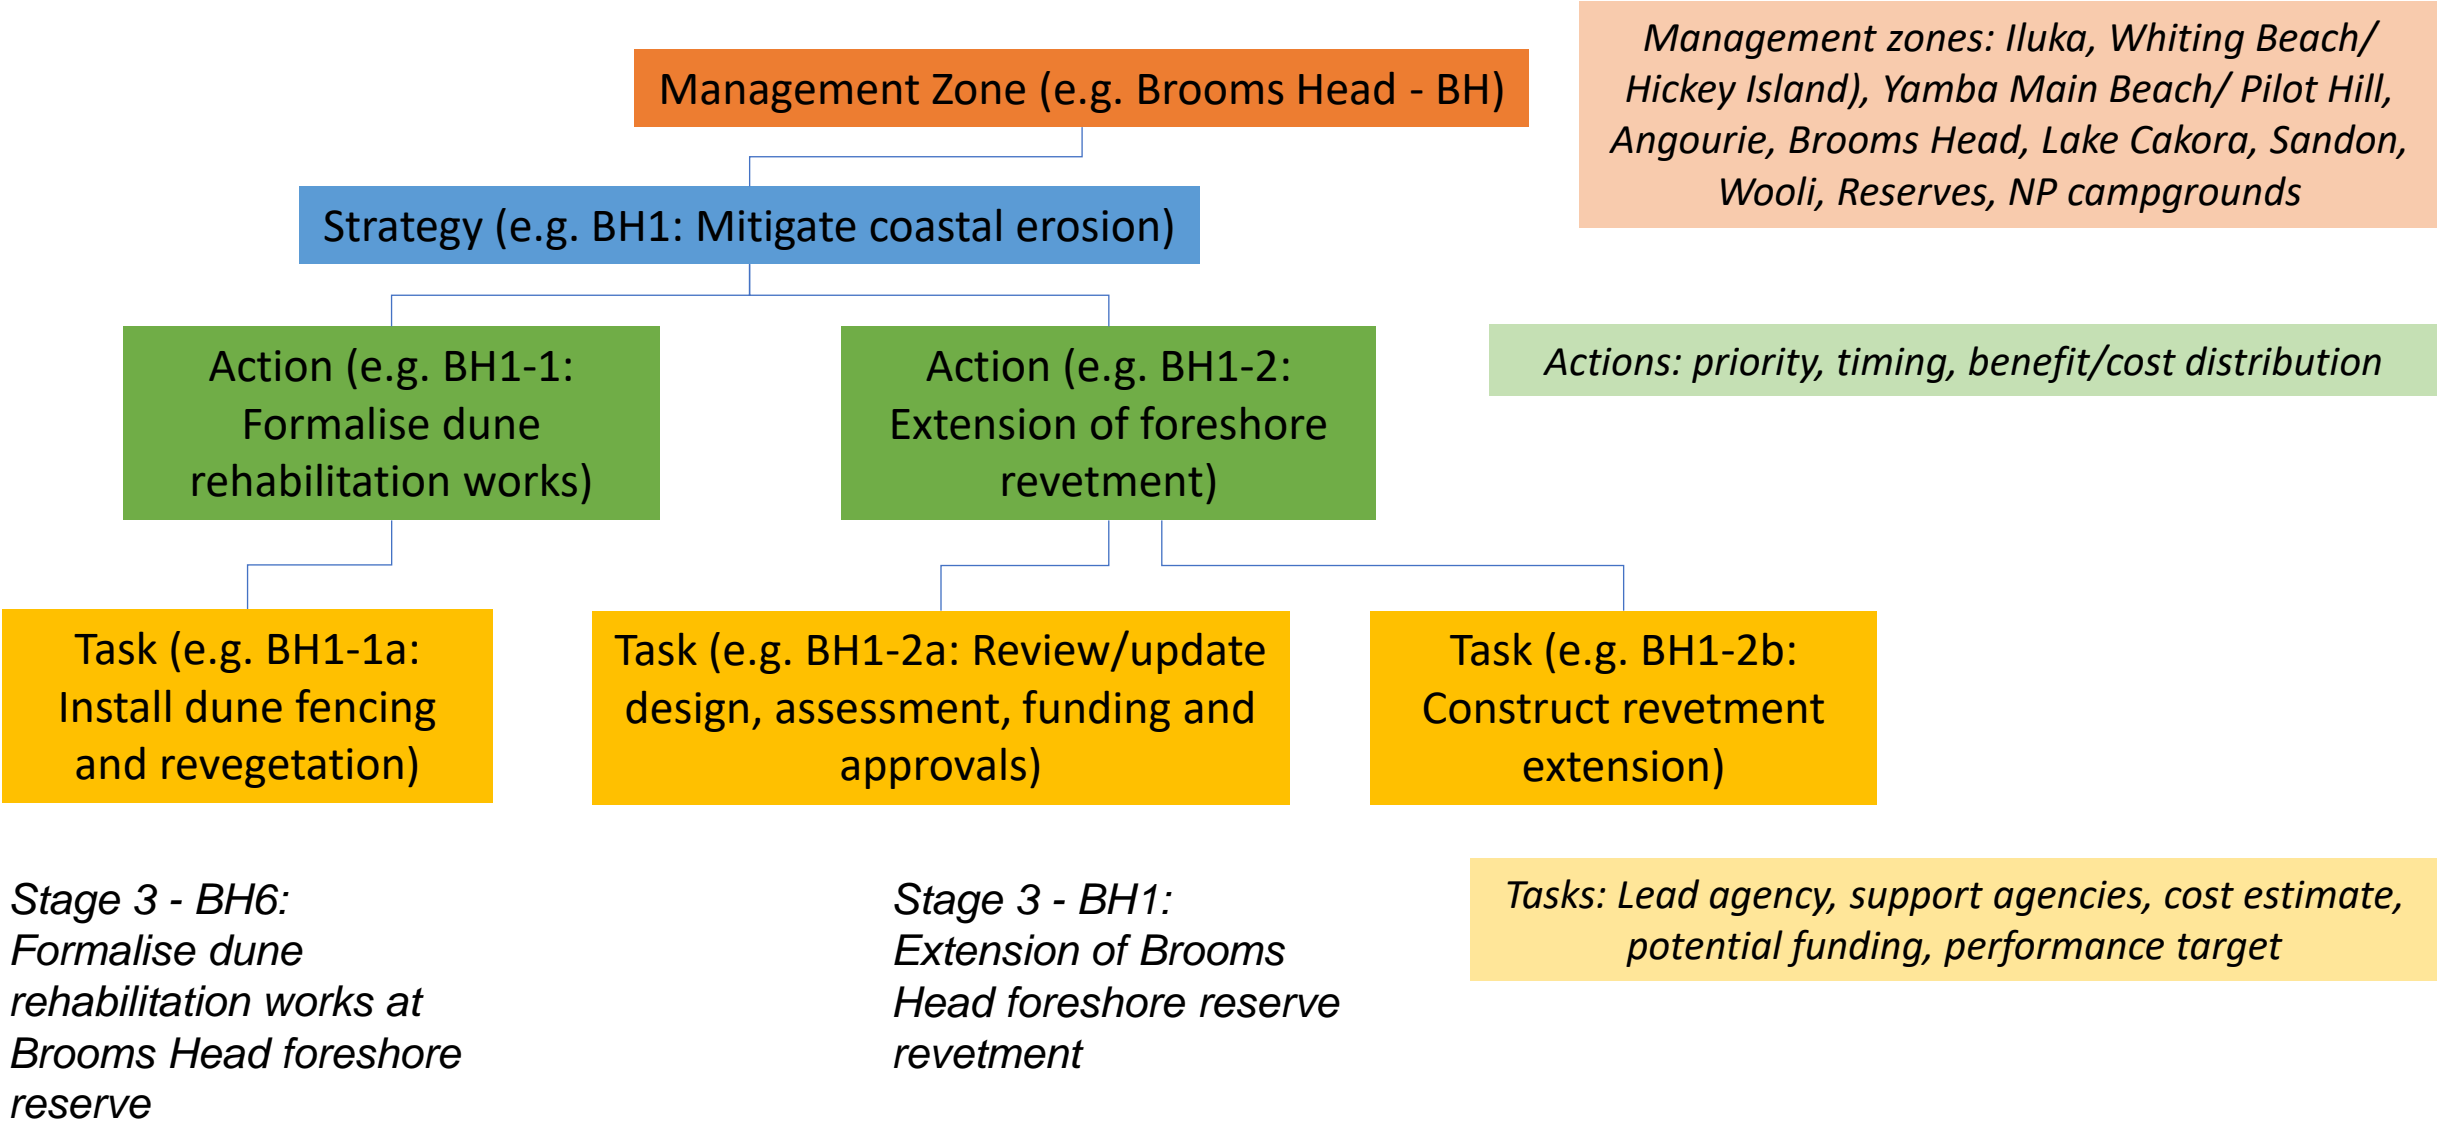 Management Zone (e.g. Brooms Head - BH)
Management zones: Iluka, Whiting Beach/
Hickey Island), Yamba Main Beach/ Pilot Hill,
Angourie, Brooms Head, Lake Cakora, Sandon,
Wooli, Reserves, NP campgrounds
Strategy (e.g. BH1: Mitigate coastal erosion)
Action (e.g. BH1-1:
Formalise dune
rehabilitation works)
Action (e.g. BH1-2:
Extension of foreshore
revetment)
Actions: priority, timing, benefit/cost distribution
Task (e.g. BH1-1a:
Install dune fencing
and revegetation)
Task (e.g. BH1-2a: Review/update
design, assessment, funding and
approvals)
Task (e.g. BH1-2b:
Construct revetment
extension)
Stage 3 - BH6:
Formalise dune
rehabilitation works at
Brooms Head foreshore
reserve
Stage 3 - BH1:
Extension of Brooms
Head foreshore reserve
revetment
Tasks: Lead agency, support agencies, cost estimate,
potential funding, performance target